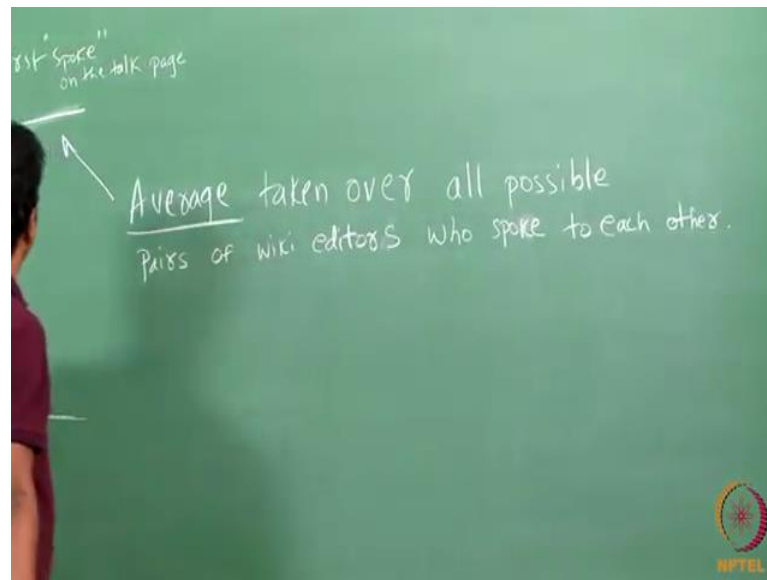 rst "Spoke"
on the talk page
Average taken over all possible
Pairs of wiki editors who spoke to each other.
NPTEL